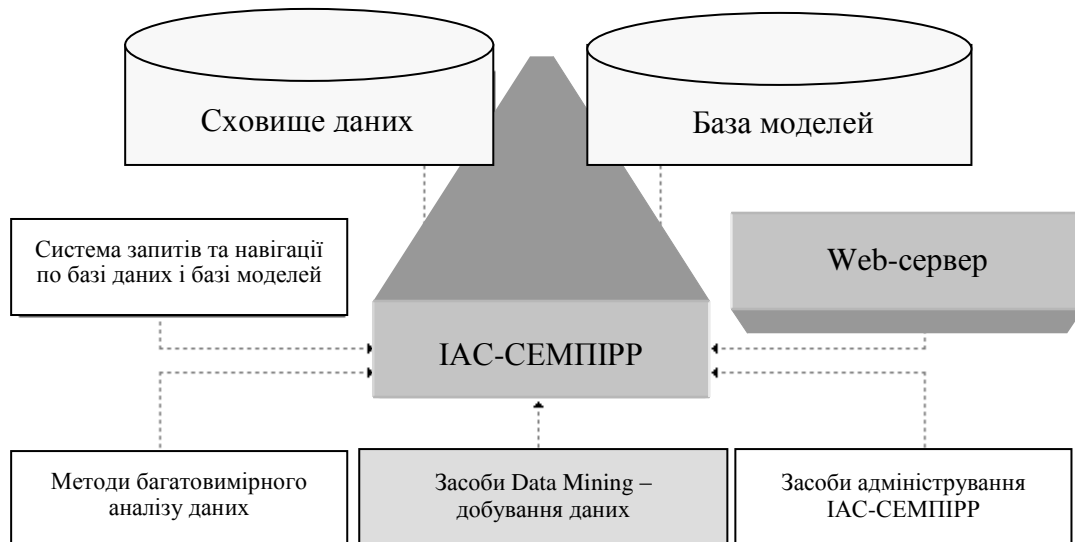 Сховище даних
База моделей
Система запитів та навігації
по базі даних і базі моделей
Web-сервер
ІАС-СЕМПІРР
Методи багатовимірного
аналізу даних
Засоби Data Mining –
добування даних
Засоби адміністрування
ІАС-СЕМПІРР